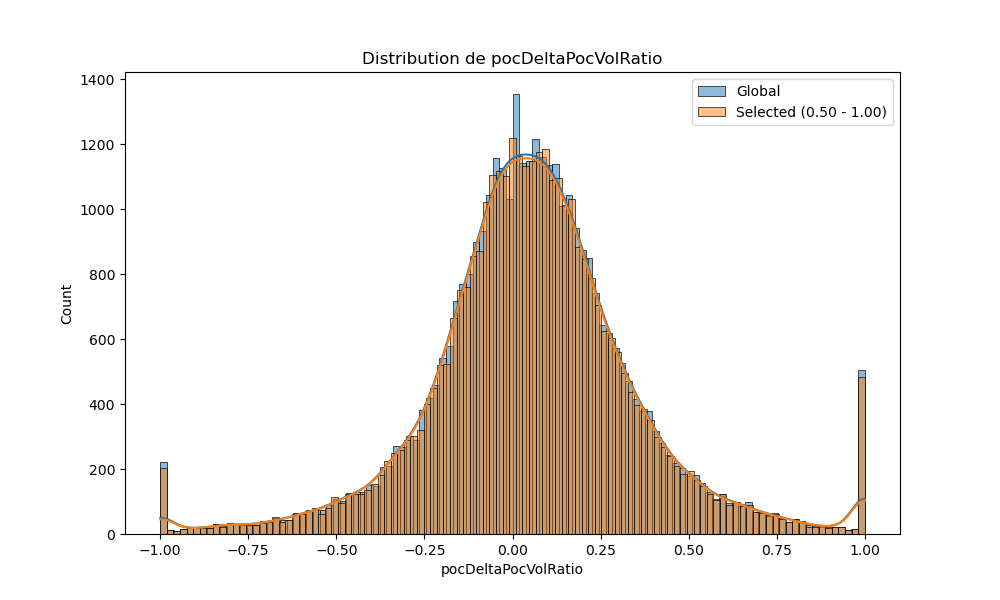 Distribution de pocDeltaPocVolRatio
Global
Selected (0.50 - 1.00)
1400
1200
1000
800
600
400
200
0
Count
−1.00 −0.75 −0.50 −0.25 0.00 0.25 0.50 0.75 1.00
pocDeltaPocVolRatio